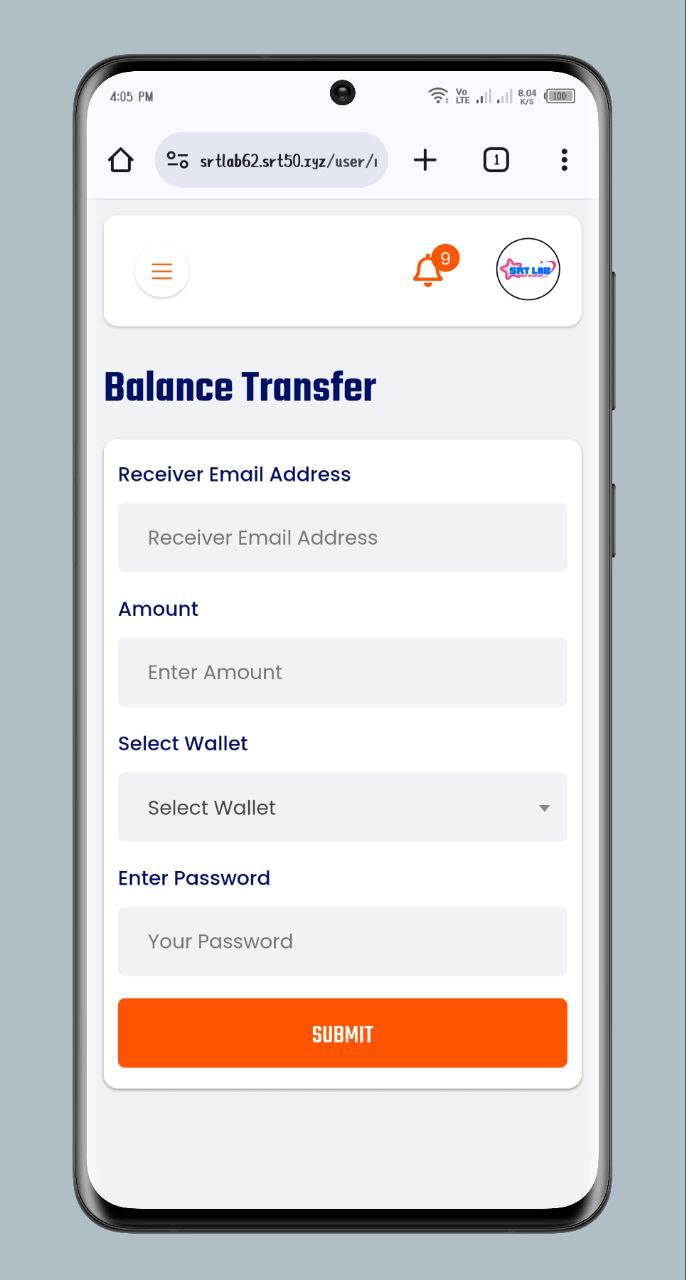 4:05 PM
Vo LTE 8.04 K/S 100
srtlab62.srt50.xyz/user/
1
9
SRT LAB
Balance Transfer
Receiver Email Address
Receiver Email Address
Amount
Enter Amount
Select Wallet
Select Wallet
Enter Password
Your Password
SUBMIT